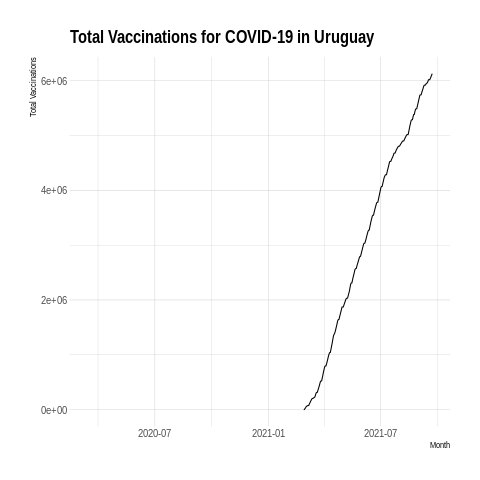 Total Vaccinations for COVID-19 in Uruguay
Total Vaccinations
6e+06
4e+06
2e+06
0e+00
2020-07 2021-01 2021-07
Month